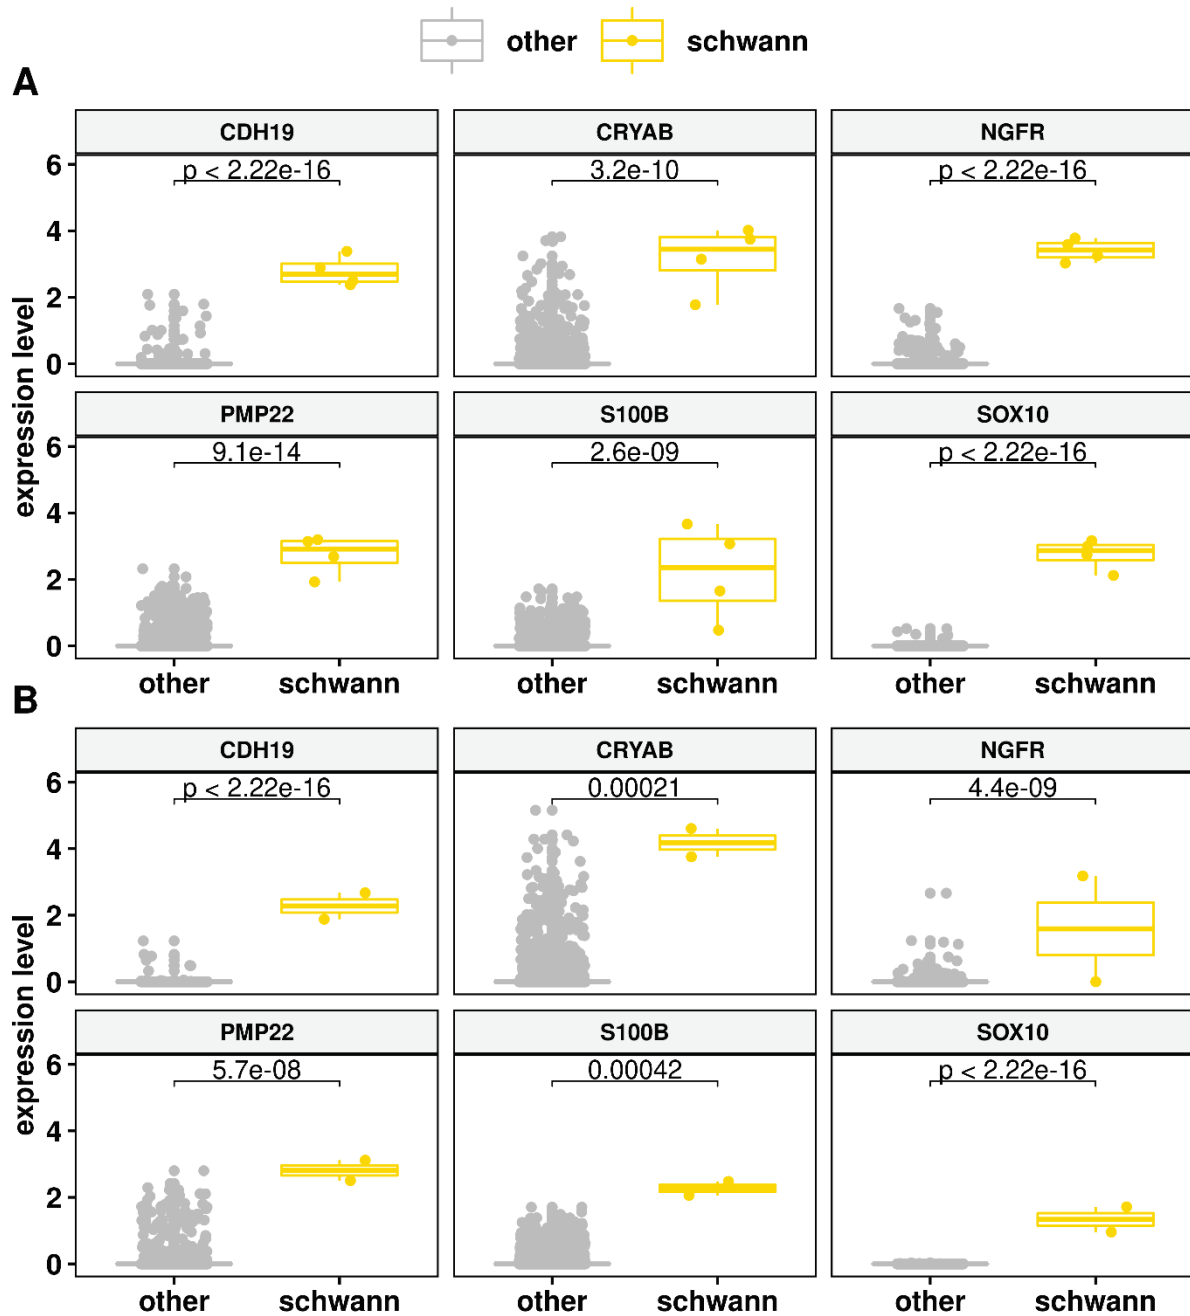 other schwann
A
CDH19 CRYAB NGFR
p < 2.22e-16 3.2e-10 p < 2.22e-16
6
4
2
0
expression level
PMP22 S100B SOX10
9.1e-14 2.6e-09 p < 2.22e-16
6
4
2
0
other schwann other schwann other schwann
B
CDH19 CRYAB NGFR
p < 2.22e-16 0.00021 4.4e-09
6
4
2
0
expression level
PMP22 S100B SOX10
5.7e-08 0.00042 p < 2.22e-16
6
4
2
0
other schwann other schwann other schwann